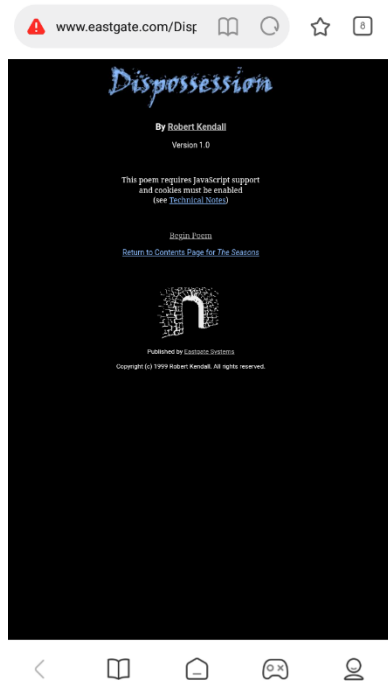 www.eastgate.com/Disp
8
Dispossession
By Robert Kendall
Version 1.0
This poem requires JavaScript support
and cookies must be enabled
(see Technical Notes)
Begin Poem
Return to Contents Page for The Seasons
Published by Eastgate Systems
Copyright (c) 1999 Robert Kendall. All rights reserved.